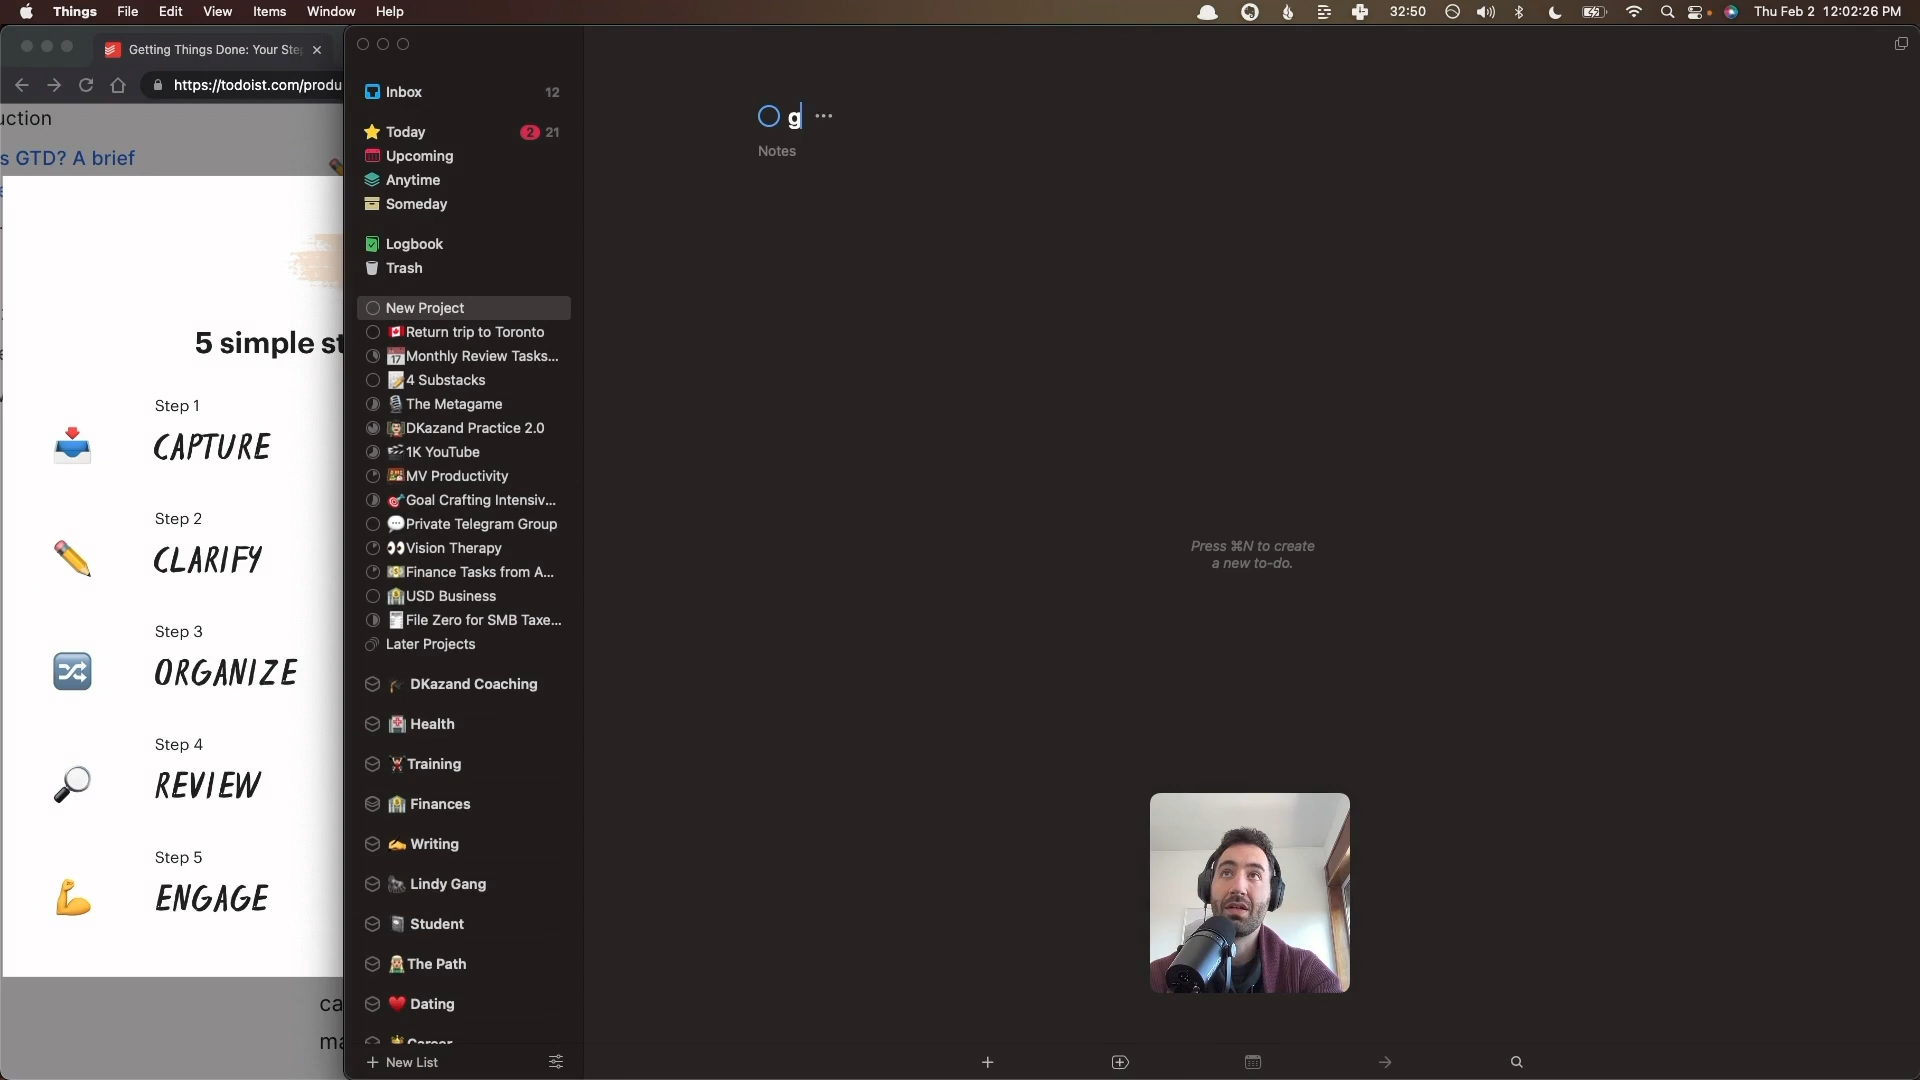 Things File Edit View Items Window Help
32:50
Thu Feb 2 12:02:26 PM
Getting Things Done: Your Ste
https://todoist.com/produ
uction
s GTD? A brief
5 simple st
Step 1
CAPTURE
Step 2
CLARIFY
Step 3
ORGANIZE
Step 4
REVIEW
Step 5
ENGAGE
ca
ma
Inbox 12
Today 2 21
Upcoming
Anytime
Someday
Logbook
Trash
New Project
Return trip to Toronto
Monthly Review Tasks...
4 Substacks
The Metagame
DKazand Practice 2.0
1K YouTube
MV Productivity
Goal Crafting Intensiv...
Private Telegram Group
Vision Therapy
Finance Tasks from A...
USD Business
File Zero for SMB Taxe...
Later Projects
DKazand Coaching
Health
Training
Finances
Writing
Lindy Gang
Student
The Path
Dating
Career
+ New List
g ...
Notes
Press ⌘N to create
a new to-do.